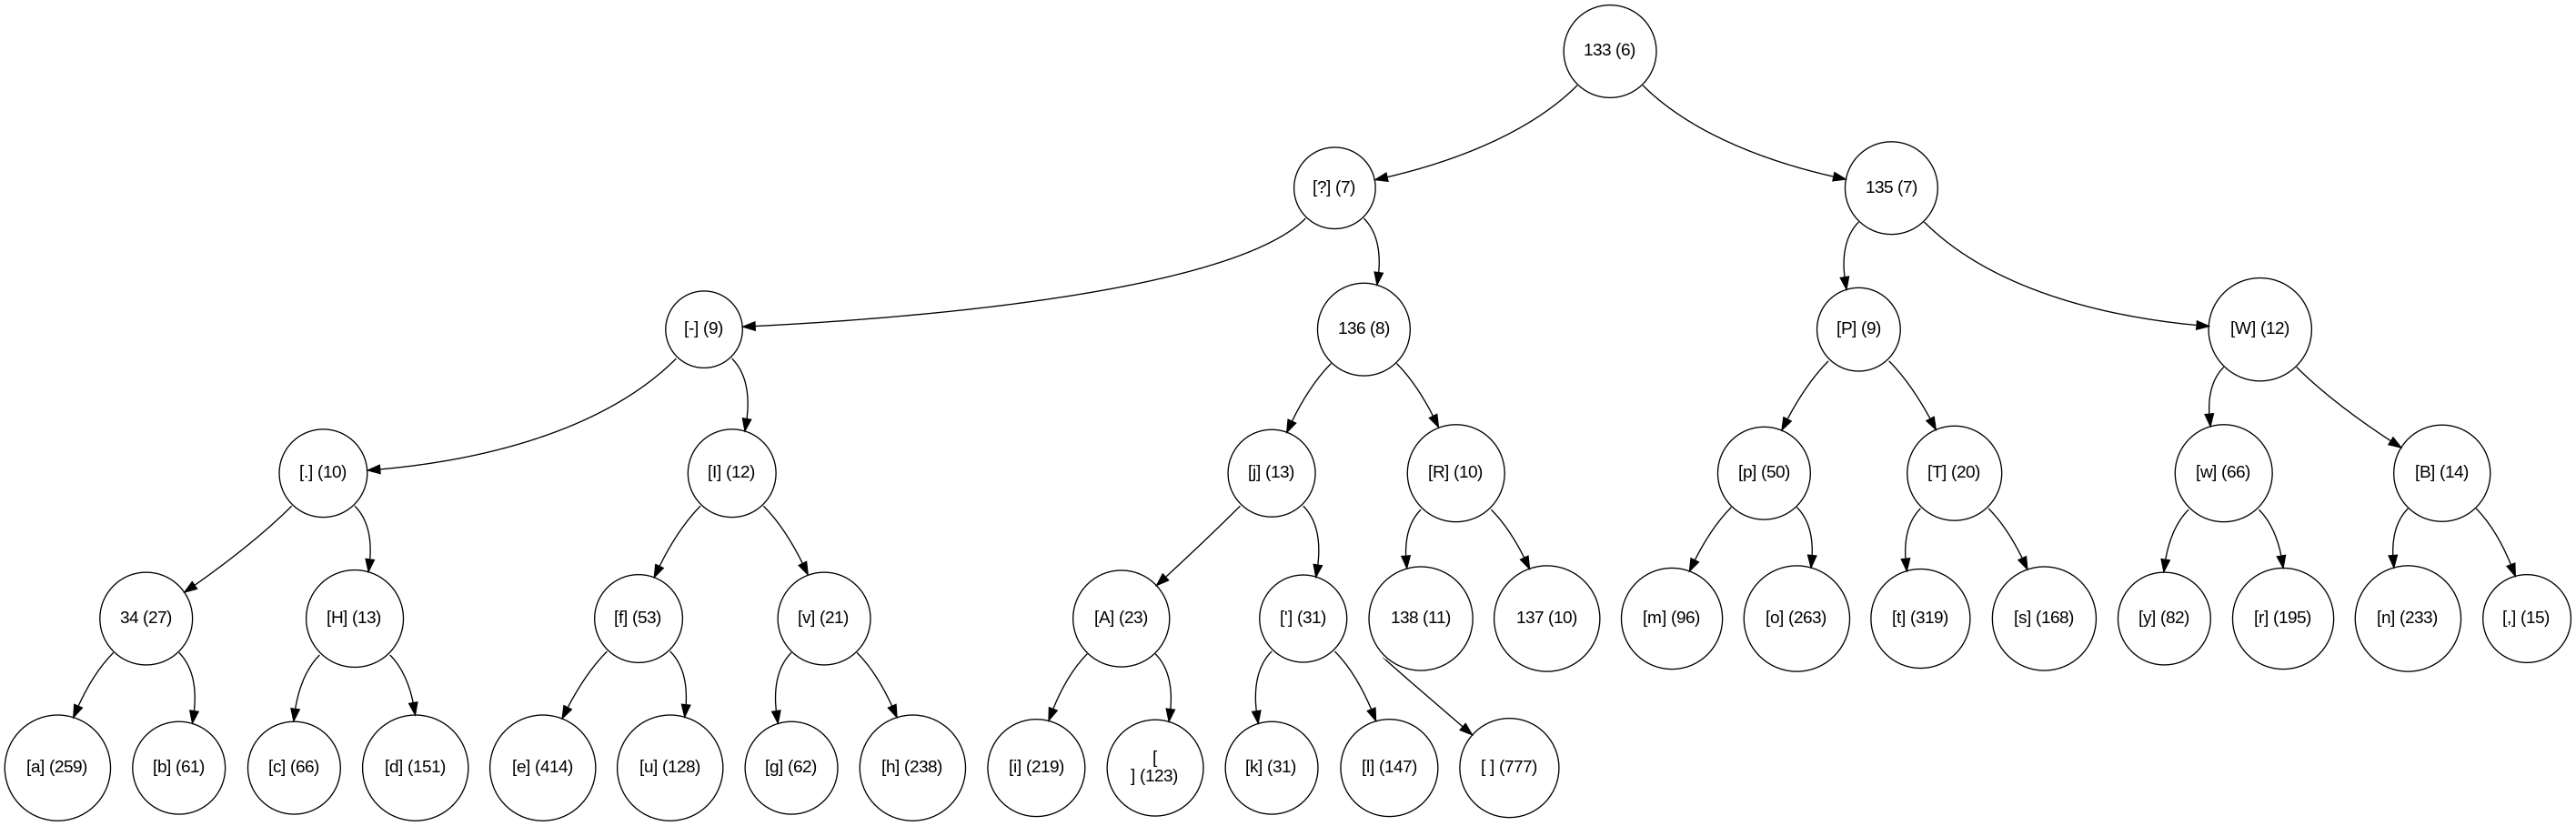 133 (6)
[?] (7)
135 (7)
[-] (9)
136 (8)
[P] (9)
[W] (12)
[.] (10)
[I] (12)
[j] (13)
[R] (10)
[p] (50)
[T] (20)
[w] (66)
[B] (14)
34 (27)
[H] (13)
[f] (53)
[v] (21)
[A] (23)
['] (31)
138 (11)
137 (10)
[m] (96)
[o] (263)
[t] (319)
[s] (168)
[y] (82)
[r] (195)
[n] (233)
[,] (15)
[a] (259)
[b] (61)
[c] (66)
[d] (151)
[e] (414)
[u] (128)
[g] (62)
[h] (238)
[i] (219)
[
] (123)
[k] (31)
[l] (147)
[ ] (777)